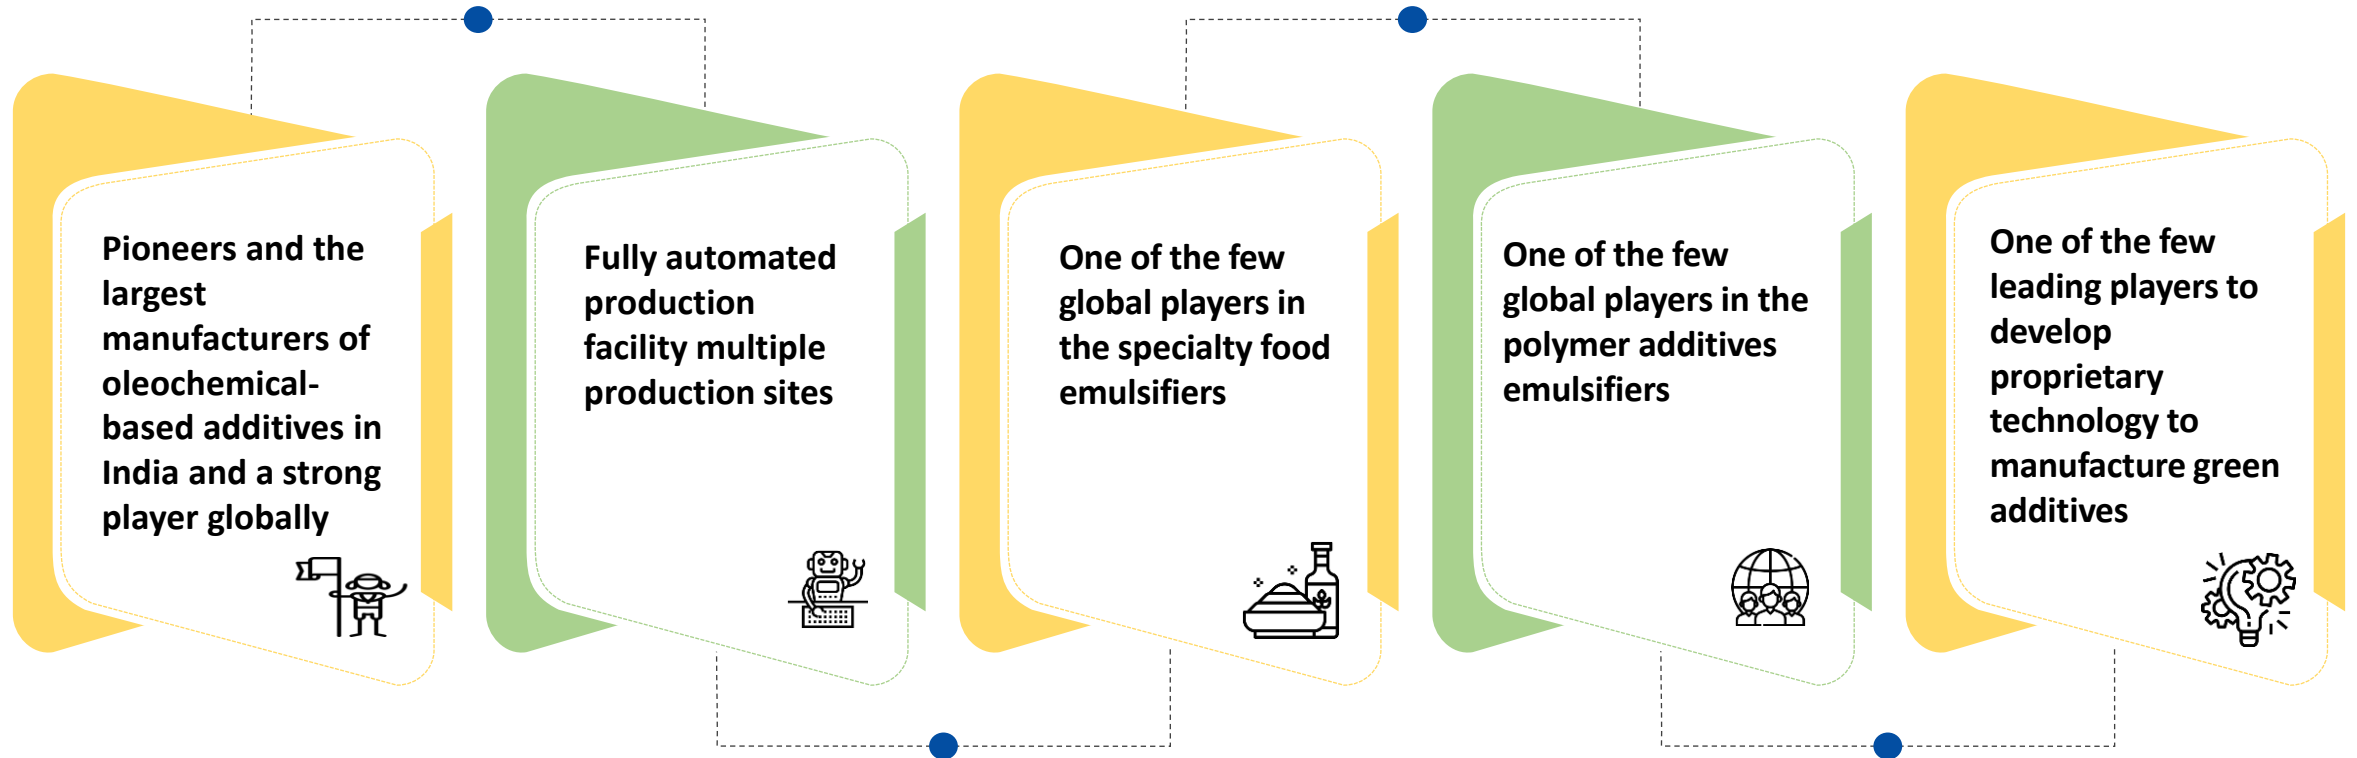 Pioneers and the
largest
manufacturers of
oleochemical-
based additives in
India and a strong
player globally
Fully automated
production
facility multiple
production sites
One of the few
global players in
the specialty food
emulsifiers
One of the few
global players in the
polymer additives
emulsifiers
One of the few
leading players to
develop
proprietary
technology to
manufacture green
additives